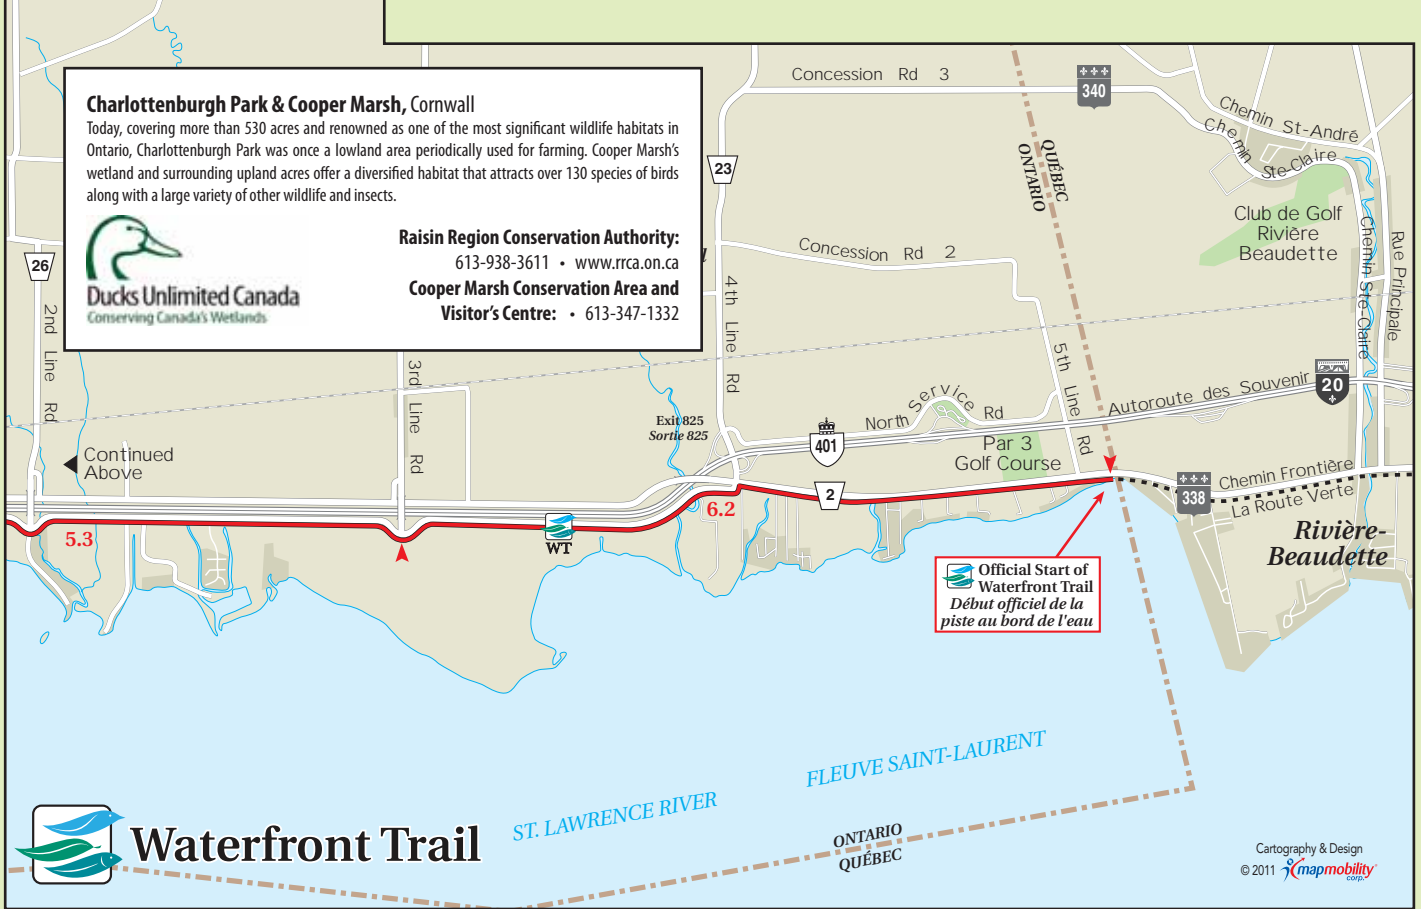 Charlottenburgh Park & Cooper Marsh, Cornwall
Today, covering more than 530 acres and renowned as one of the most significant wildlife habitats in
Ontario, Charlottenburgh Park was once a lowland area periodically used for farming. Cooper Marsh's
wetland and surrounding upland acres offer a diversified habitat that attracts over 130 species of birds
along with a large variety of other wildlife and insects.
Raisin Region Conservation Authority:
613-938-3611 • www.rrca.on.ca
Cooper Marsh Conservation Area and
Visitor's Centre: • 613-347-1332
Ducks Unlimited Canada
Conserving Canada's Wetlands
Concession Rd 3
340
Chemin St-André
Chemin Ste-Claire
QUÉBEC
ONTARIO
23
Club de Golf
Rivière
Beaudette
Chemin Ste-Claire
Rue Principale
Concession Rd 2
26
2nd Line Rd
3rd Line Rd
4th Line Rd
5th Line Rd
North Service Rd
Autoroute des Souvenir
20
Exit 825
Sortie 825
401
Par 3
Golf Course
Continued
Above
2
338
Chemin Frontière
La Route Verte
Rivière-
Beaudette
5.3
6.2
WT
Official Start of
Waterfront Trail
Début officiel de la
piste au bord de l'eau
FLEUVE SAINT-LAURENT
ST. LAWRENCE RIVER
ONTARIO
QUÉBEC
Waterfront Trail
Cartography & Design
© 2011 mapmobility corp.